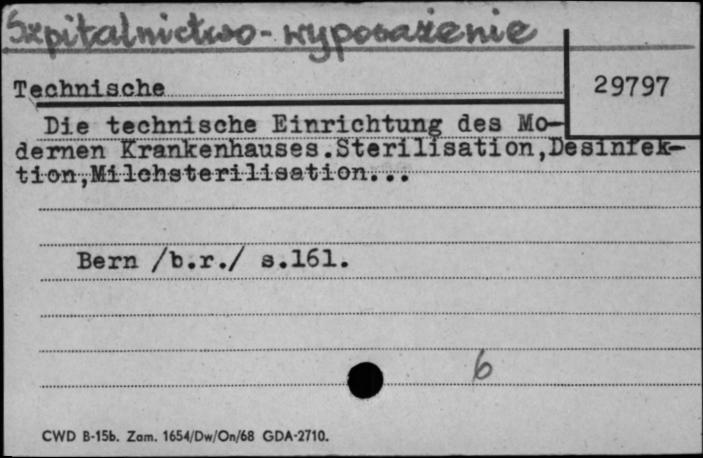 Szpitalnictwo - wyposażenie
Technische
29797
Die technische Einrichtung des Mo-
dernen Krankenhauses.Sterilisation,Desinfek-
tion,Milchsterilisation...
Bern /b.r./ s.161.
6
CWD B-15b. Zam. 1654/Dw/On/68 GDA-2710.